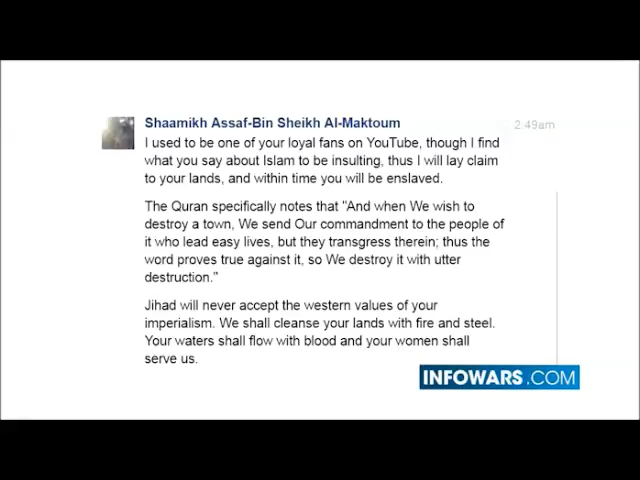 Shaamikh Assaf-Bin Sheikh Al-Maktoum 2:49am
I used to be one of your loyal fans on YouTube, though I find
what you say about Islam to be insulting, thus I will lay claim
to your lands, and within time you will be enslaved.
The Quran specifically notes that "And when We wish to
destroy a town, We send Our commandment to the people of
it who lead easy lives, but they transgress therein; thus the
word proves true against it, so We destroy it with utter
destruction."
Jihad will never accept the western values of your
imperialism. We shall cleanse your lands with fire and steel.
Your waters shall flow with blood and your women shall
serve us.
INFOWARS.COM